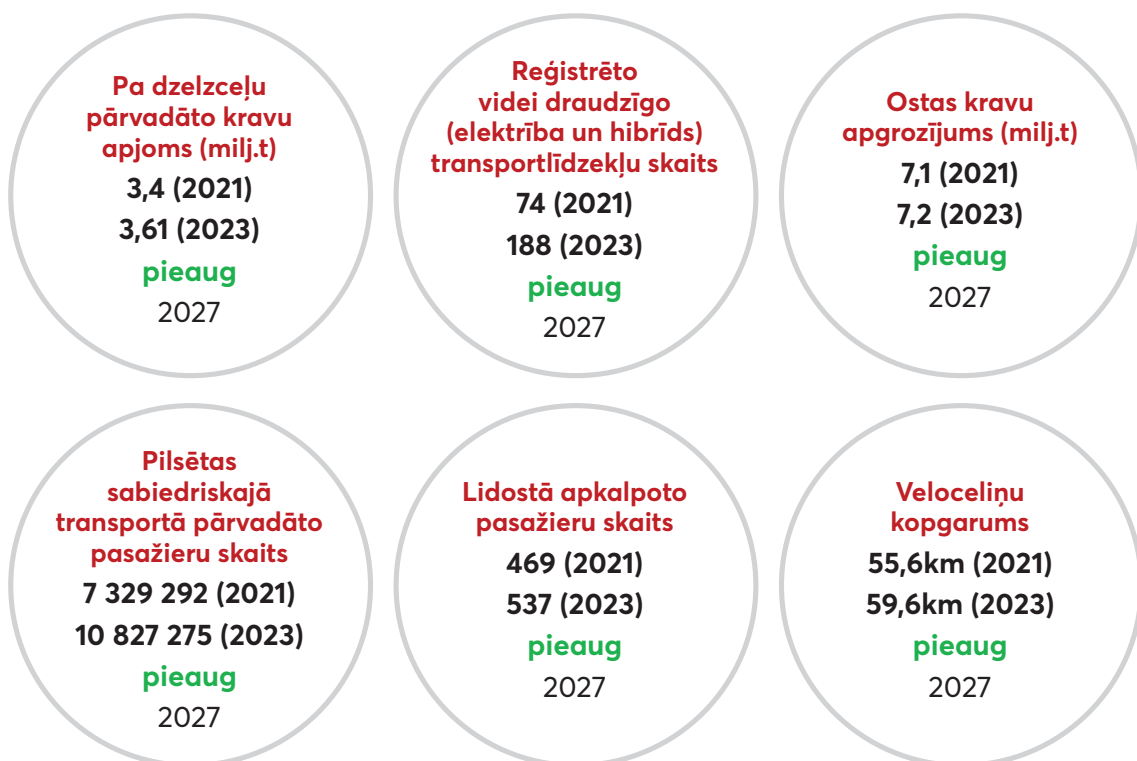 Pa dzelzceļu
pārvadāto kravu
apjoms (milj.t)
3,4 (2021)
3,61 (2023)
pieaug
2027
Reģistrēto
videi draudzīgo
(elektrība un hibrīds)
transportlīdzekļu skaits
74 (2021)
188 (2023)
pieaug
2027
Ostas kravu
apgrozījums (milj.t)
7,1 (2021)
7,2 (2023)
pieaug
2027
Pilsētas
sabiedriskajā
transportā pārvadāto
pasažieru skaits
7 329 292 (2021)
10 827 275 (2023)
pieaug
2027
Lidostā apkalpoto
pasažieru skaits
469 (2021)
537 (2023)
pieaug
2027
Veloceliņu
kopgarums
55,6km (2021)
59,6km (2023)
pieaug
2027